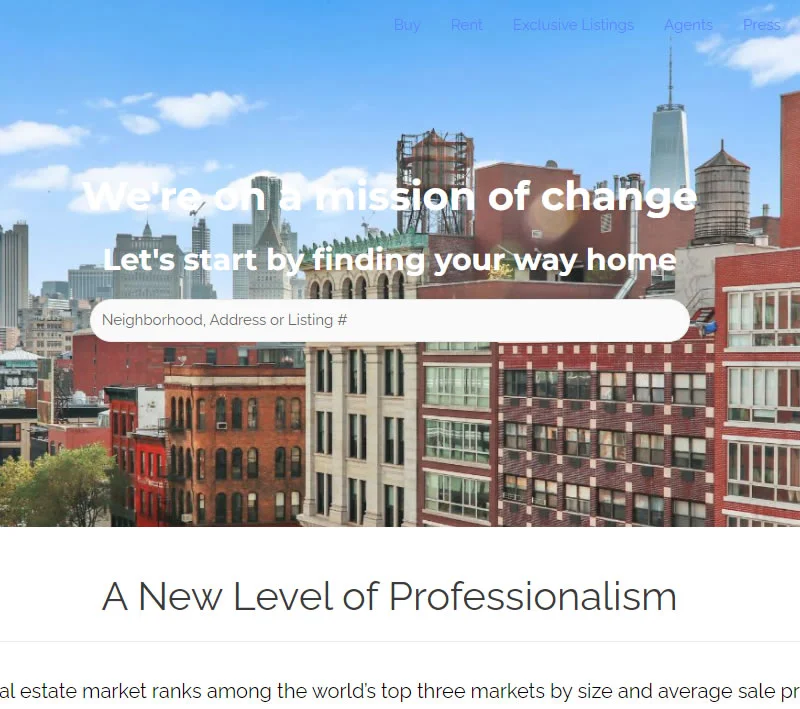 Buy Rent Exclusive Listings Agents Press
We're on a mission of change
Let's start by finding your way home
Neighborhood, Address or Listing #
A New Level of Professionalism
al estate market ranks among the world's top three markets by size and average sale pr